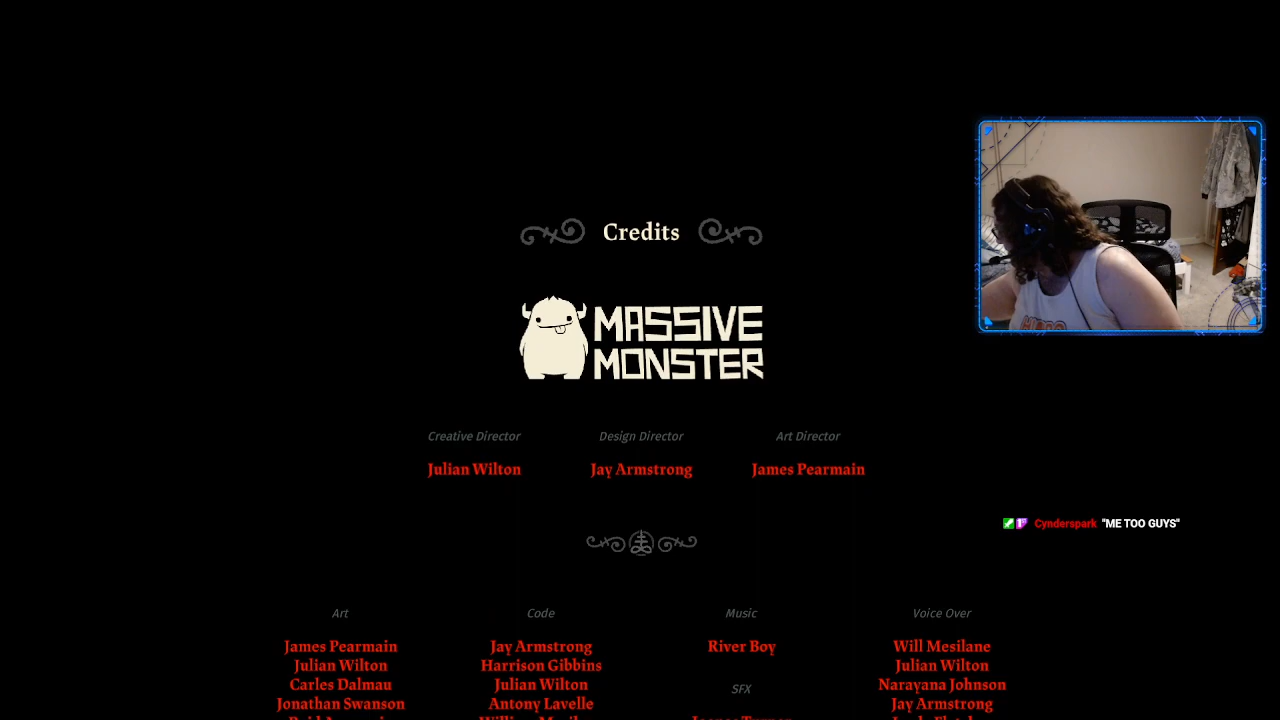 Credits
MASSIVE
MONSTER
Creative Director Design Director Art Director
Julian Wilton Jay Armstrong James Pearmain
Cynderspark "ME TOO GUYS"
Art Code Music Voice Over
James Pearmain Jay Armstrong River Boy Will Mesilane
Julian Wilton Harrison Gibbins Julian Wilton
Carles Dalmau Julian Wilton SFX Narayana Johnson
Jonathan Swanson Antony Lavelle Jay Armstrong